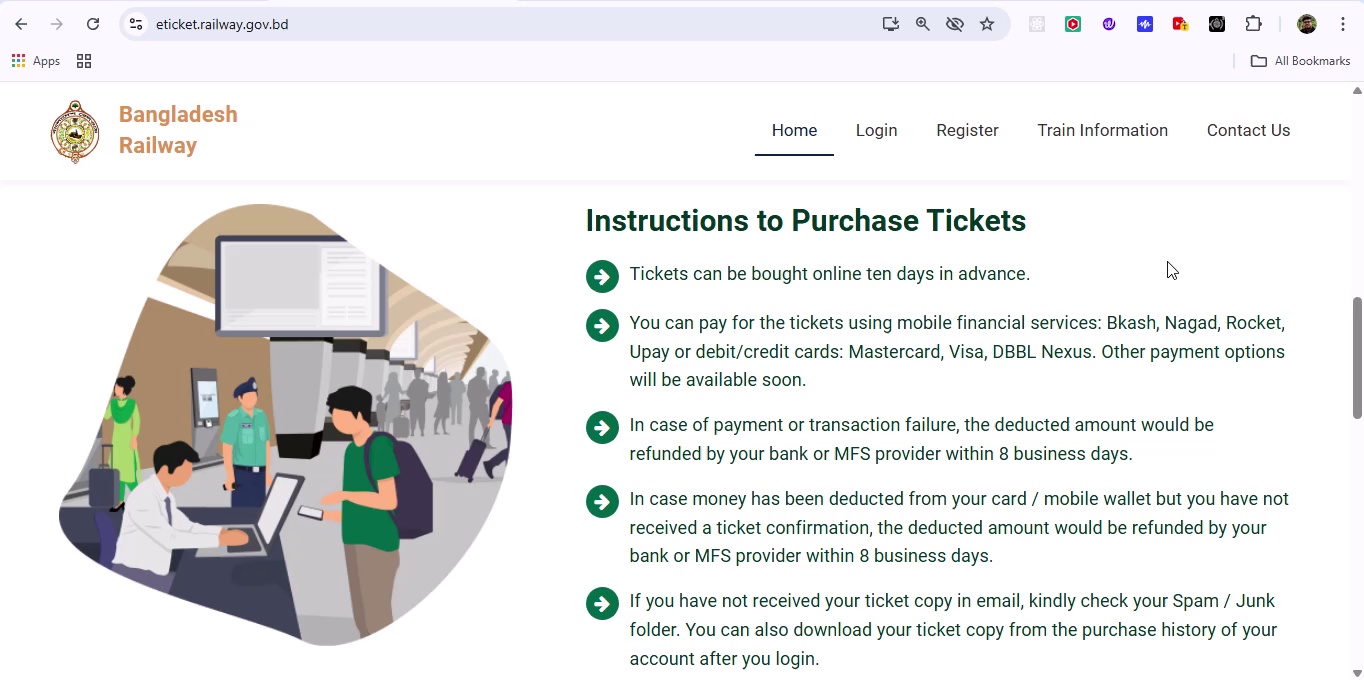 eticket.railway.gov.bd
Apps
All Bookmarks
Bangladesh
Railway
Home
Login
Register
Train Information
Contact Us
Instructions to Purchase Tickets
Tickets can be bought online ten days in advance.
You can pay for the tickets using mobile financial services: Bkash, Nagad, Rocket,
Upay or debit/credit cards: Mastercard, Visa, DBBL Nexus. Other payment options
will be available soon.
In case of payment or transaction failure, the deducted amount would be
refunded by your bank or MFS provider within 8 business days.
In case money has been deducted from your card / mobile wallet but you have not
received a ticket confirmation, the deducted amount would be refunded by your
bank or MFS provider within 8 business days.
If you have not received your ticket copy in email, kindly check your Spam / Junk
folder. You can also download your ticket copy from the purchase history of your
account after you login.